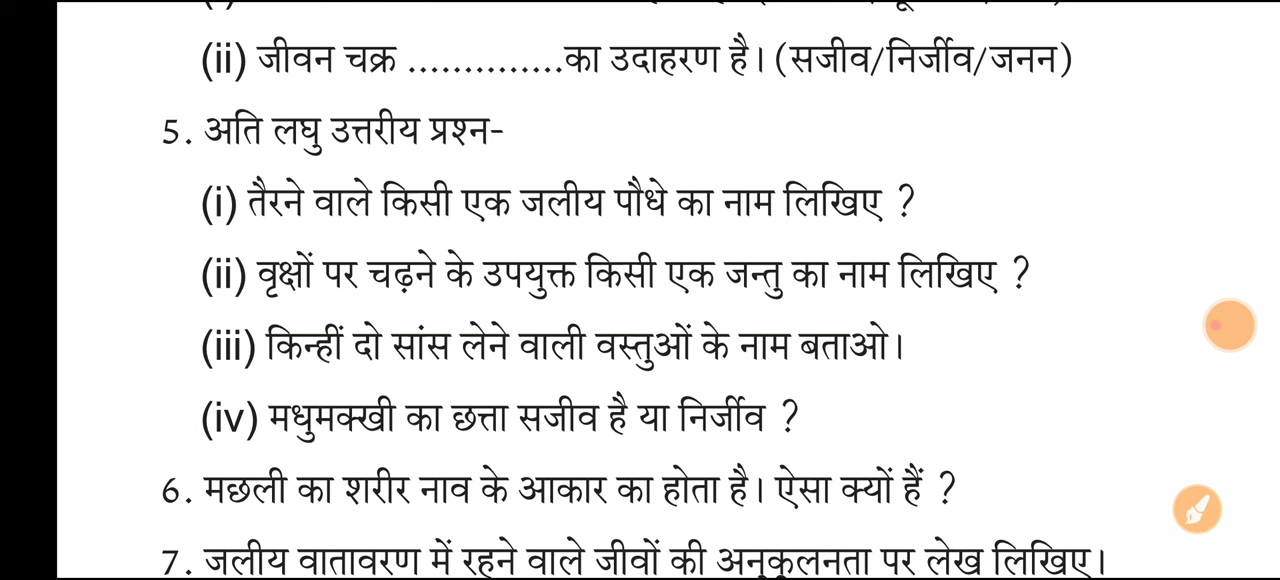 (ii) जीवन चक्र ..............का उदाहरण है। (सजीव/निर्जीव/जनन)
5. अति लघु उत्तरीय प्रश्न-
(i) तैरने वाले किसी एक जलीय पौधे का नाम लिखिए ?
(ii) वृक्षों पर चढ़ने के उपयुक्त किसी एक जन्तु का नाम लिखिए ?
(iii) किन्हीं दो सांस लेने वाली वस्तुओं के नाम बताओ।
(iv) मधुमक्खी का छत्ता सजीव है या निर्जीव ?
6. मछली का शरीर नाव के आकार का होता है। ऐसा क्यों हैं ?
7. जलीय वातावरण में रहने वाले जीवों की अनुकूलनता पर लेख लिखिए।